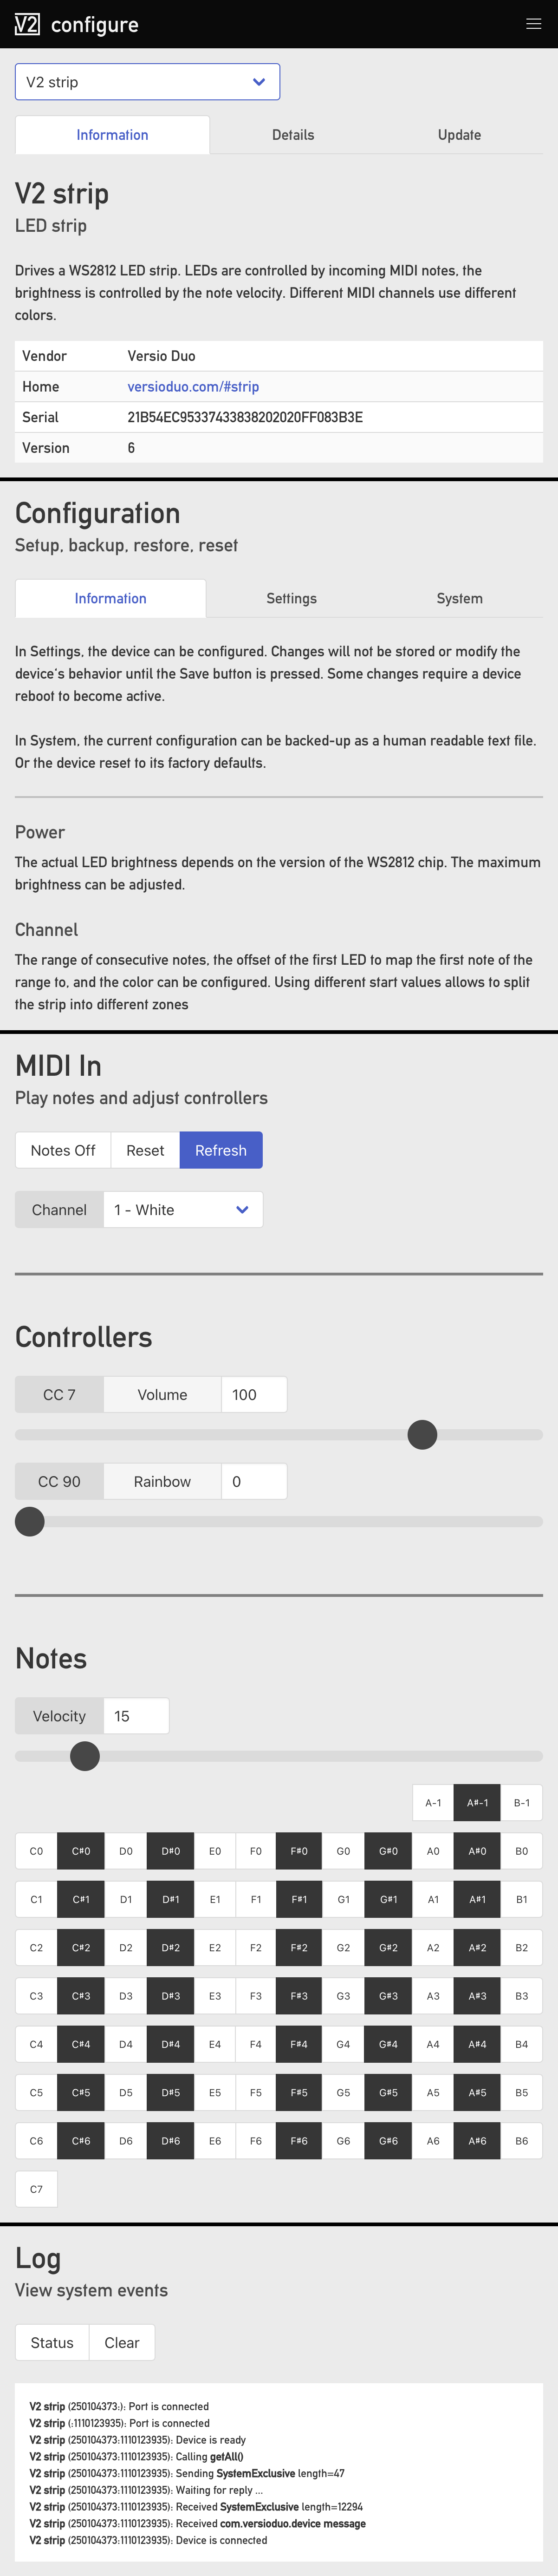 V2 configure
V2 strip
Information Details Update
V2 strip
LED strip
Drives a WS2812 LED strip. LEDs are controlled by incoming MIDI notes, the
brightness is controlled by the note velocity. Different MIDI channels use different
colors.
Vendor Versio Duo
Home versioduo.com/#strip
Serial 21B54EC95337433838202020FF083B3E
Version 6
Configuration
Setup, backup, restore, reset
Information Settings System
In Settings, the device can be configured. Changes will not be stored or modify the
device's behavior until the Save button is pressed. Some changes require a device
reboot to become active.
In System, the current configuration can be backed-up as a human readable text file.
Or the device reset to its factory defaults.
Power
The actual LED brightness depends on the version of the WS2812 chip. The maximum
brightness can be adjusted.
Channel
The range of consecutive notes, the offset of the first LED to map the first note of the
range to, and the color can be configured. Using different start values allows to split
the strip into different zones
MIDI In
Play notes and adjust controllers
Notes Off Reset Refresh
Channel 1 - White
Controllers
CC 7 Volume 100
CC 90 Rainbow 0
Notes
Velocity 15
A-1 A#-1 B-1
C0 C#0 D0 D#0 E0 F0 F#0 G0 G#0 A0 A#0 B0
C1 C#1 D1 D#1 E1 F1 F#1 G1 G#1 A1 A#1 B1
C2 C#2 D2 D#2 E2 F2 F#2 G2 G#2 A2 A#2 B2
C3 C#3 D3 D#3 E3 F3 F#3 G3 G#3 A3 A#3 B3
C4 C#4 D4 D#4 E4 F4 F#4 G4 G#4 A4 A#4 B4
C5 C#5 D5 D#5 E5 F5 F#5 G5 G#5 A5 A#5 B5
C6 C#6 D6 D#6 E6 F6 F#6 G6 G#6 A6 A#6 B6
C7
Log
View system events
Status Clear
V2 strip (250104373:): Port is connected
V2 strip (:1110123935): Port is connected
V2 strip (250104373:1110123935): Device is ready
V2 strip (250104373:1110123935): Calling getAll()
V2 strip (250104373:1110123935): Sending SystemExclusive length=47
V2 strip (250104373:1110123935): Waiting for reply ...
V2 strip (250104373:1110123935): Received SystemExclusive length=12294
V2 strip (250104373:1110123935): Received com.versioduo.device message
V2 strip (250104373:1110123935): Device is connected